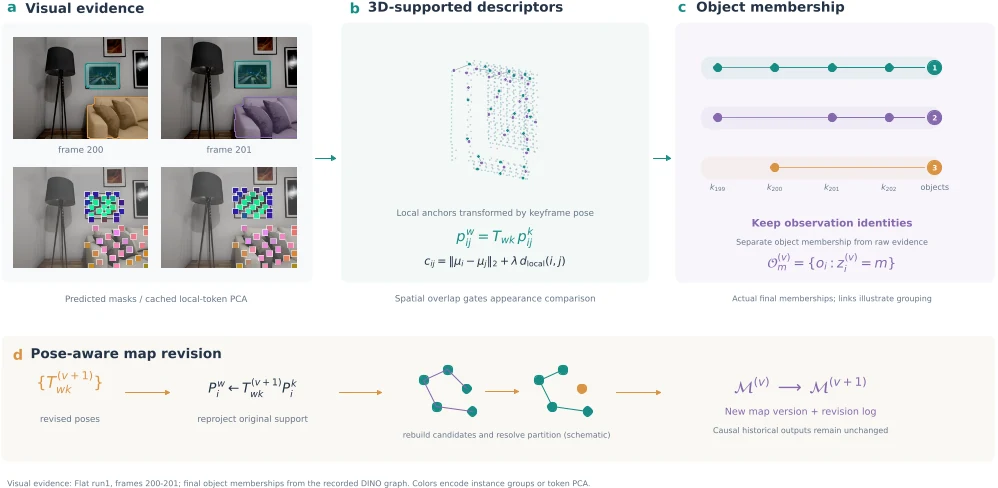 a Visual evidence
frame 200
frame 201
Predicted masks / cached local-token PCA
b 3D-supported descriptors
Local anchors transformed by keyframe pose
p_{ij}^{w} = T_{wk} p_{ij}^{k}
c_{ij} = ‖μ_i − μ_j‖_2 + λ d_{local}(i, j)
Spatial overlap gates appearance comparison
c Object membership
1
2
3
k_{199} k_{200} k_{201} k_{202} objects
Keep observation identities
Separate object membership from raw evidence
𝒪_m^{(v)} = {o_i : z_i^{(v)} = m}
Actual final memberships; links illustrate grouping
d Pose-aware map revision
{T_{wk}^{(v+1)}}
revised poses
P_i^w ← T_{wk}^{(v+1)} P_i^k
reproject original support
rebuild candidates and resolve partition (schematic)
ℳ^{(v)} ⟶ ℳ^{(v+1)}
New map version + revision log
Causal historical outputs remain unchanged
Visual evidence: Flat run1, frames 200-201; final object memberships from the recorded DINO graph. Colors encode instance groups or token PCA.